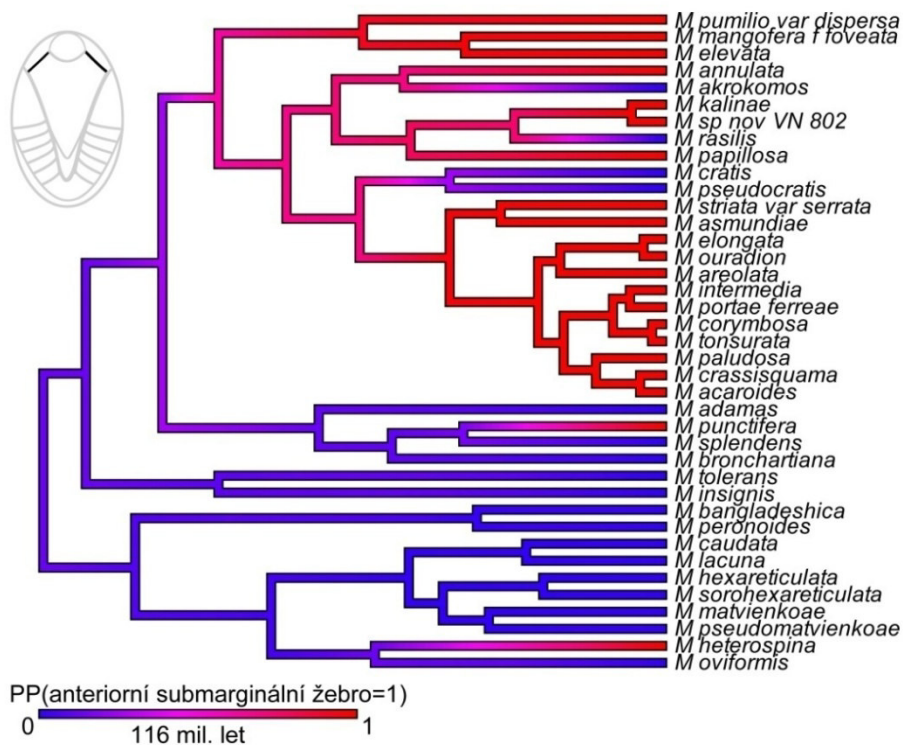 M pumilio var dispersa
M mangofera f foveata
M elevata
M annulata
M akrokomos
M kalinae
M sp nov VN 802
M rasilis
M papillosa
M cratis
M pseudocratis
M striata var serrata
M asmundiae
M elongata
M ouradion
M areolata
M intermedia
M portae ferreae
M corymbosa
M tonsurata
M paludosa
M crassisquama
M acaroides
M adamas
M punctifera
M splendens
M bronchartiana
M tolerans
M insignis
M bangladeshica
M peronoides
M caudata
M lacuna
M hexareticulata
M sorohexareticulata
M matvienkoae
M pseudomatvienkoae
M heterospina
M oviformis
PP(anteriorní submarginální žebro=1)
0 116 mil. let 1